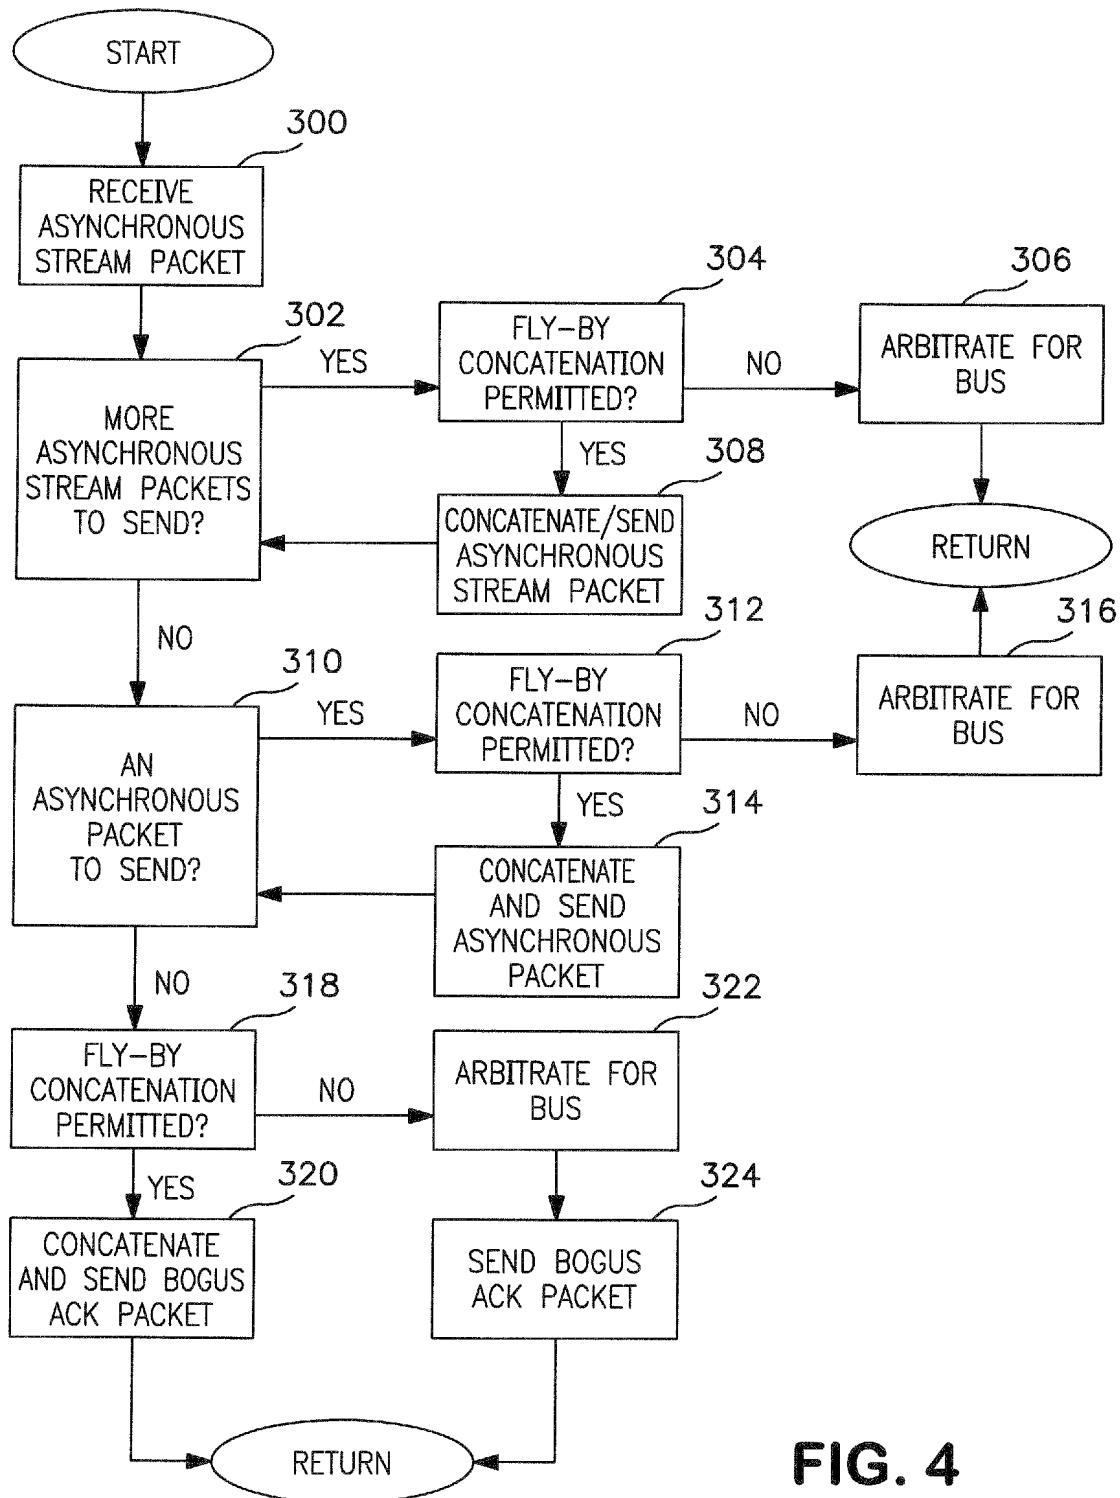 START
300
RECEIVE
ASYNCHRONOUS
STREAM PACKET
302
MORE
ASYNCHRONOUS
STREAM PACKETS
TO SEND?
YES
304
FLY-BY
CONCATENATION
PERMITTED?
NO
306
ARBITRATE FOR
BUS
YES
308
CONCATENATE/SEND
ASYNCHRONOUS
STREAM PACKET
RETURN
NO
310
AN
ASYNCHRONOUS
PACKET
TO SEND?
YES
312
FLY-BY
CONCATENATION
PERMITTED?
NO
316
ARBITRATE FOR
BUS
YES
314
CONCATENATE
AND SEND
ASYNCHRONOUS
PACKET
NO
318
FLY-BY
CONCATENATION
PERMITTED?
NO
322
ARBITRATE FOR
BUS
YES
320
CONCATENATE
AND SEND BOGUS
ACK PACKET
324
SEND BOGUS
ACK PACKET
RETURN
FIG. 4